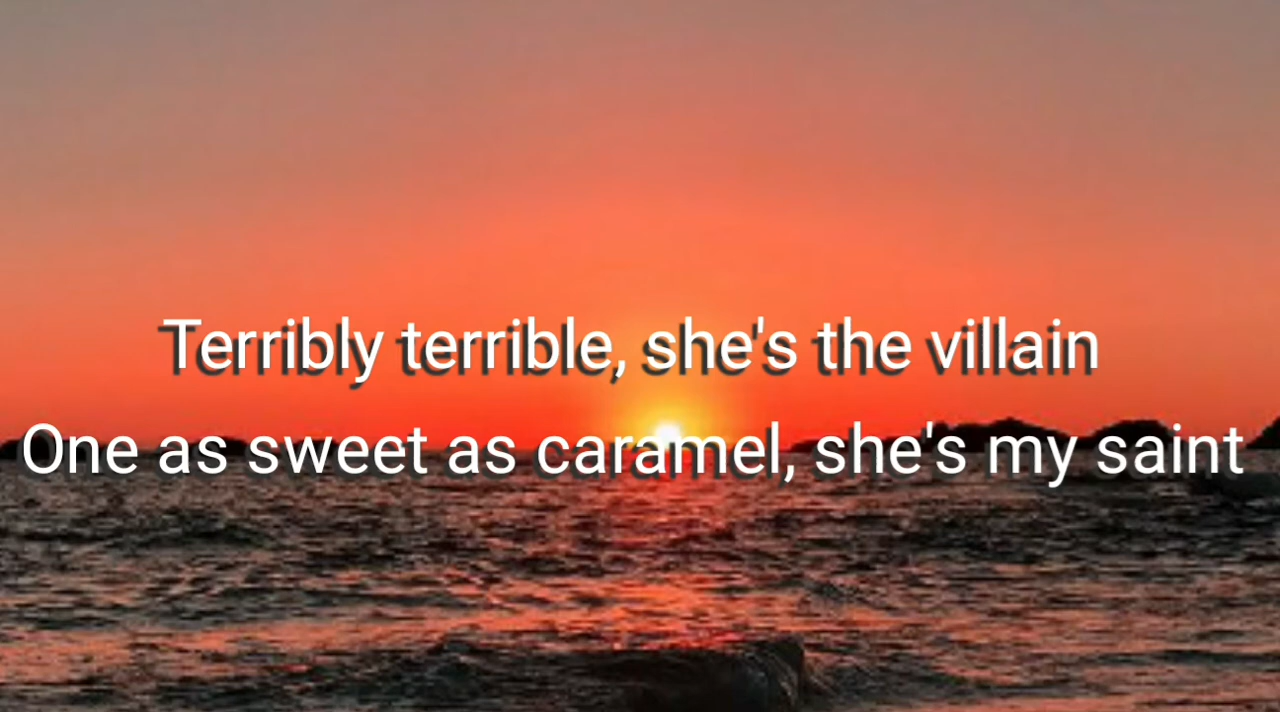 Terribly terrible, she's the villain
One as sweet as caramel, she's my saint